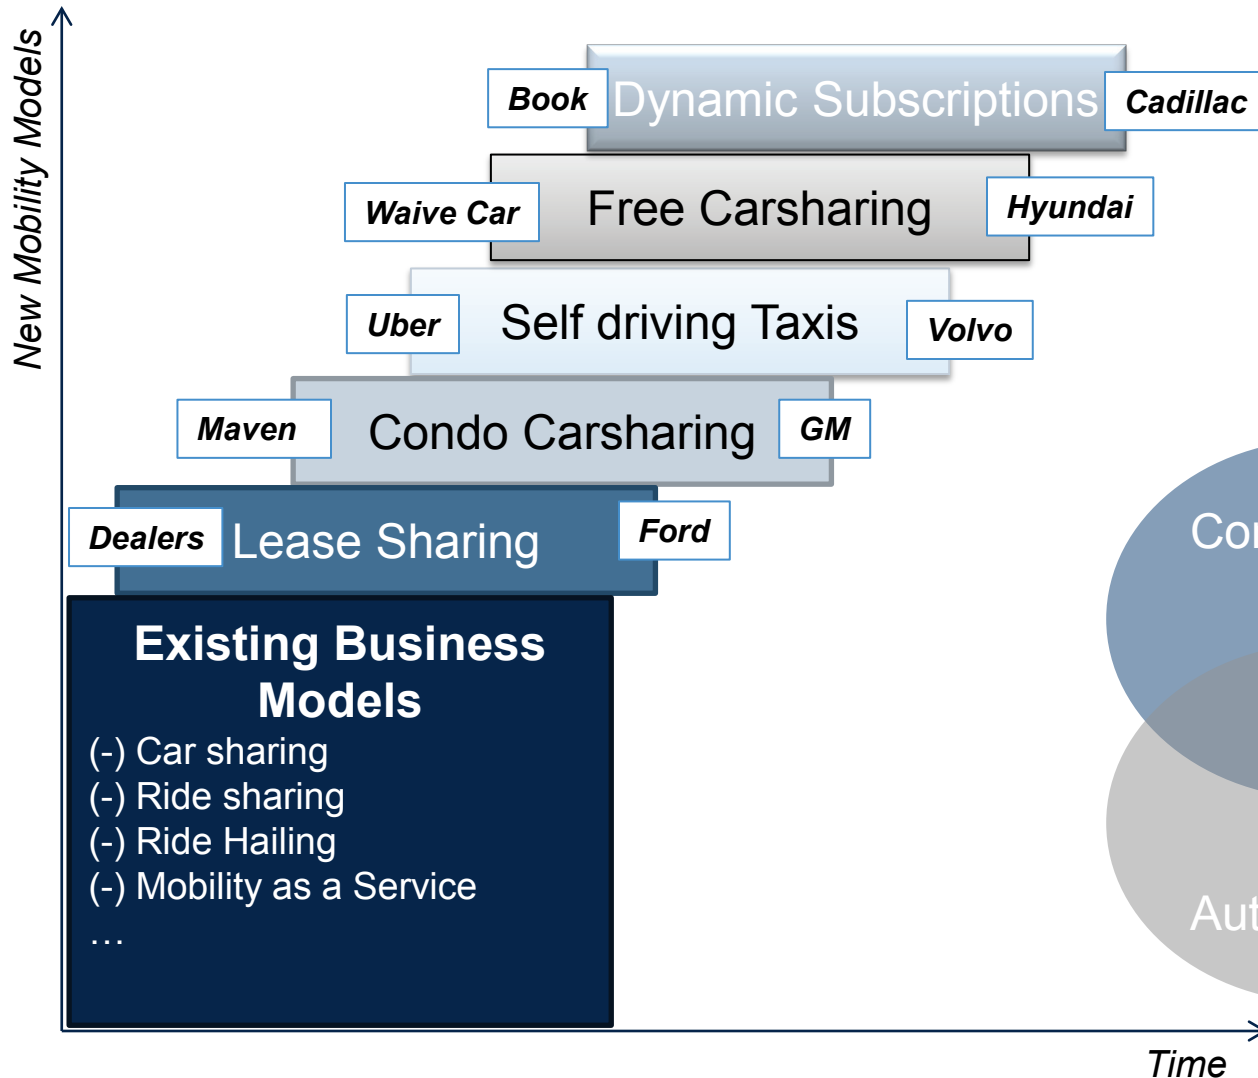 New Mobility Models
Book
Dynamic Subscriptions
Cadillac
Waive Car
Free Carsharing
Hyundai
Uber
Self driving Taxis
Volvo
Maven
Condo Carsharing
GM
Dealers
Lease Sharing
Ford
Existing Business
Models
(-) Car sharing
(-) Ride sharing
(-) Ride Hailing
(-) Mobility as a Service
…
Time